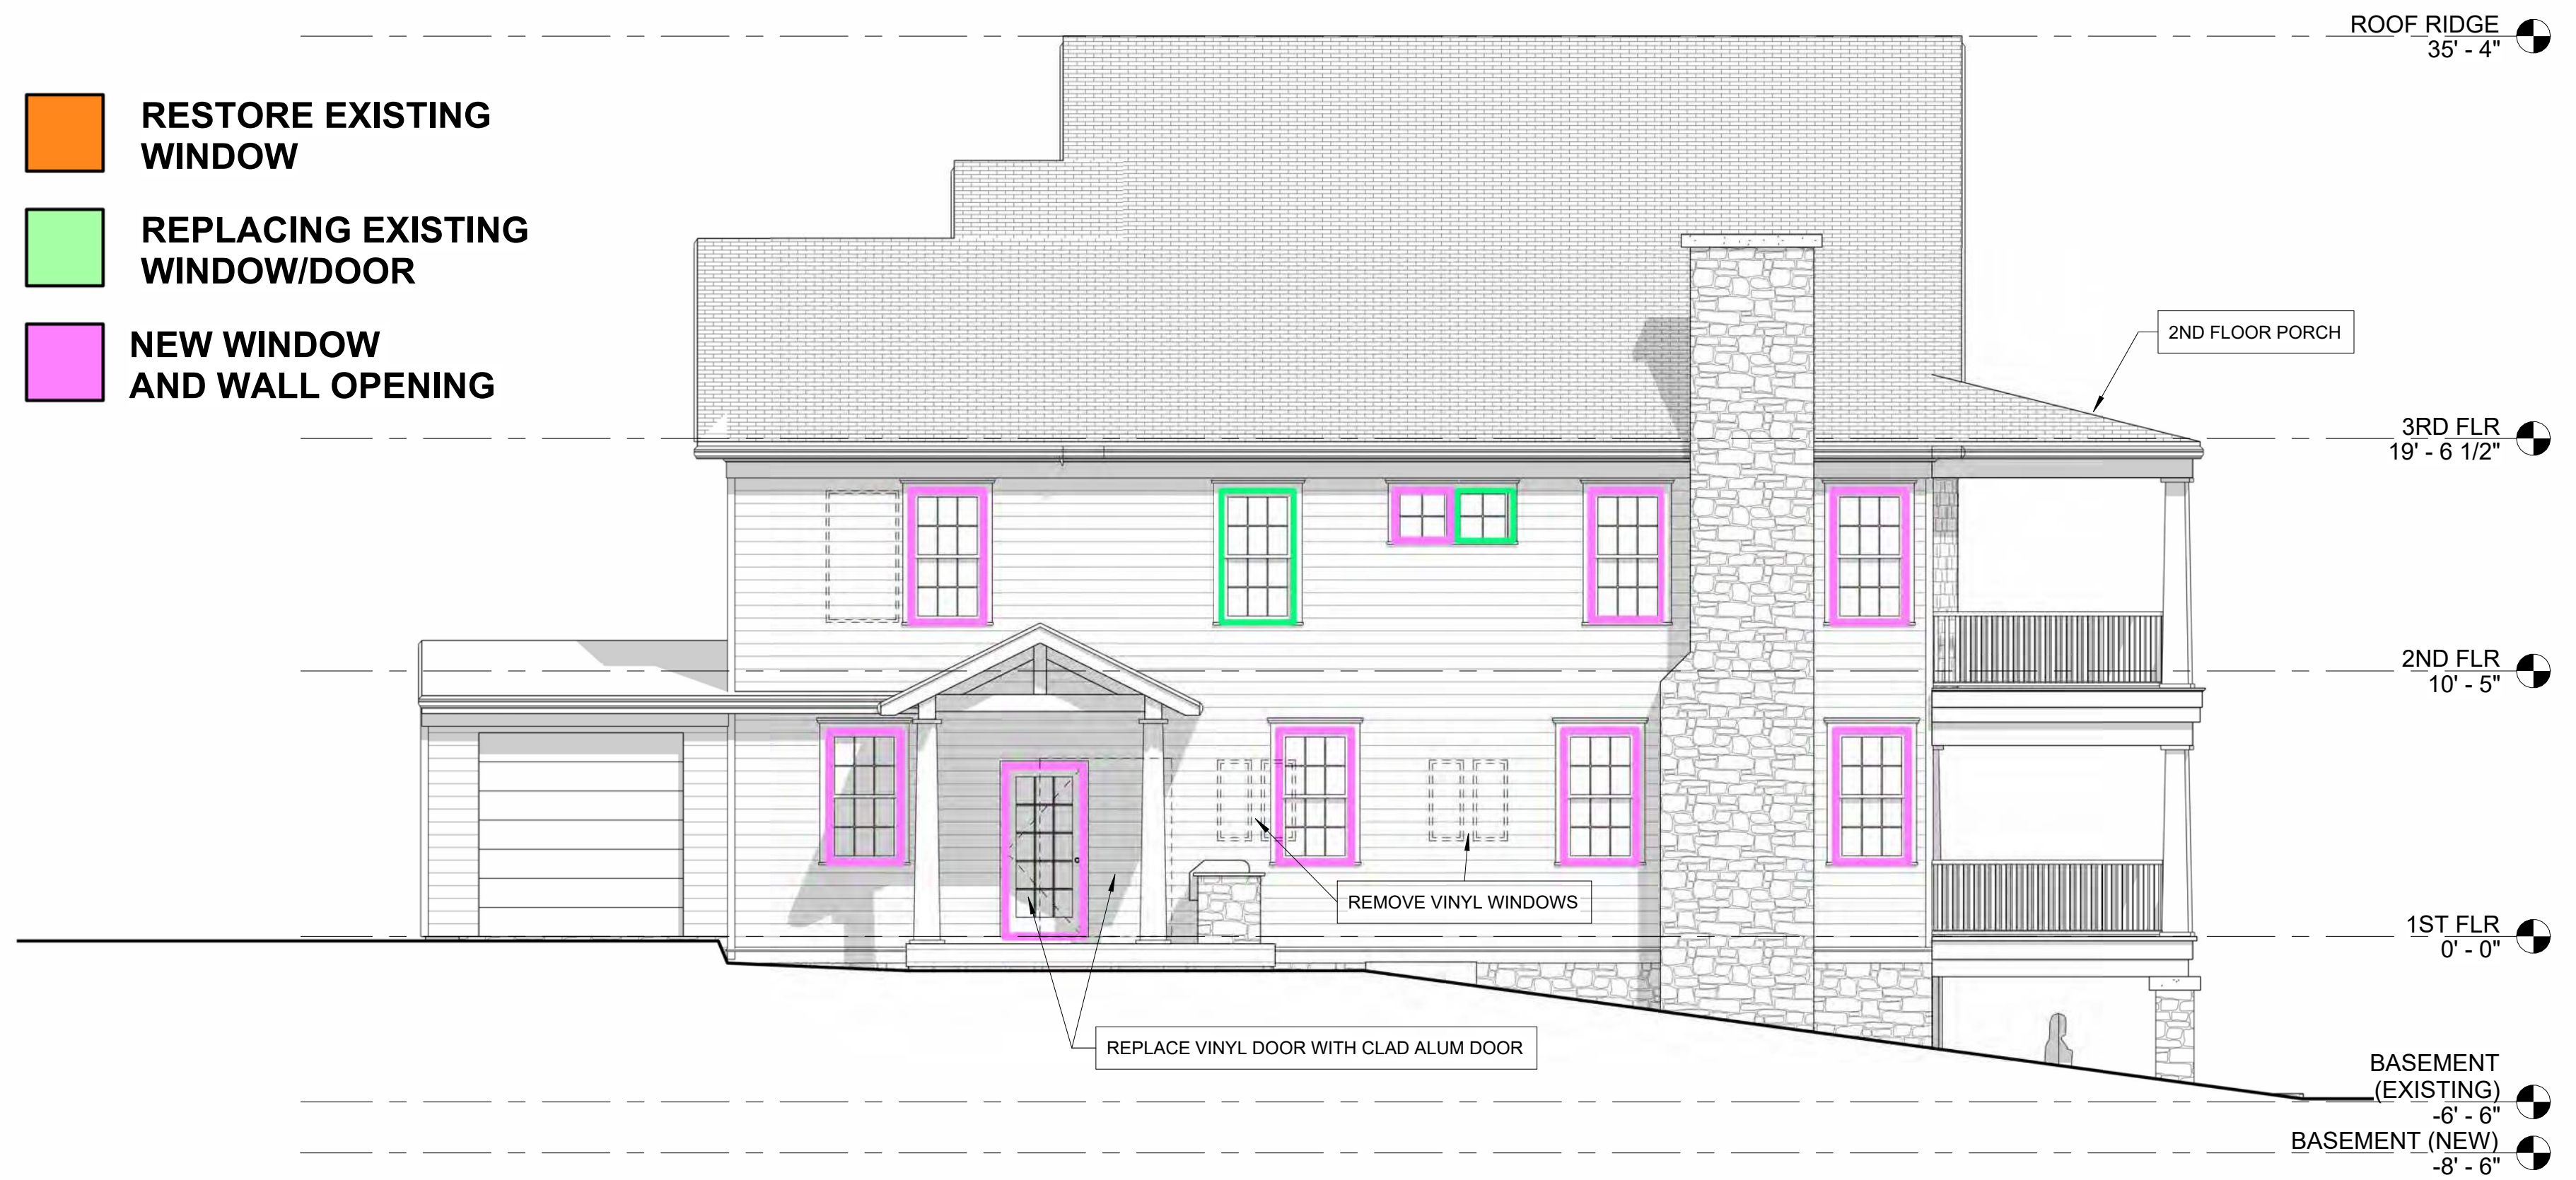 ROOF RIDGE
35' - 4"
RESTORE EXISTING
WINDOW
REPLACING EXISTING
WINDOW/DOOR
NEW WINDOW
AND WALL OPENING
2ND FLOOR PORCH
3RD FLR
19' - 6 1/2"
2ND FLR
10' - 5"
REMOVE VINYL WINDOWS
1ST FLR
0' - 0"
REPLACE VINYL DOOR WITH CLAD ALUM DOOR
BASEMENT
(EXISTING)
-6' - 6"
BASEMENT (NEW)
-8' - 6"